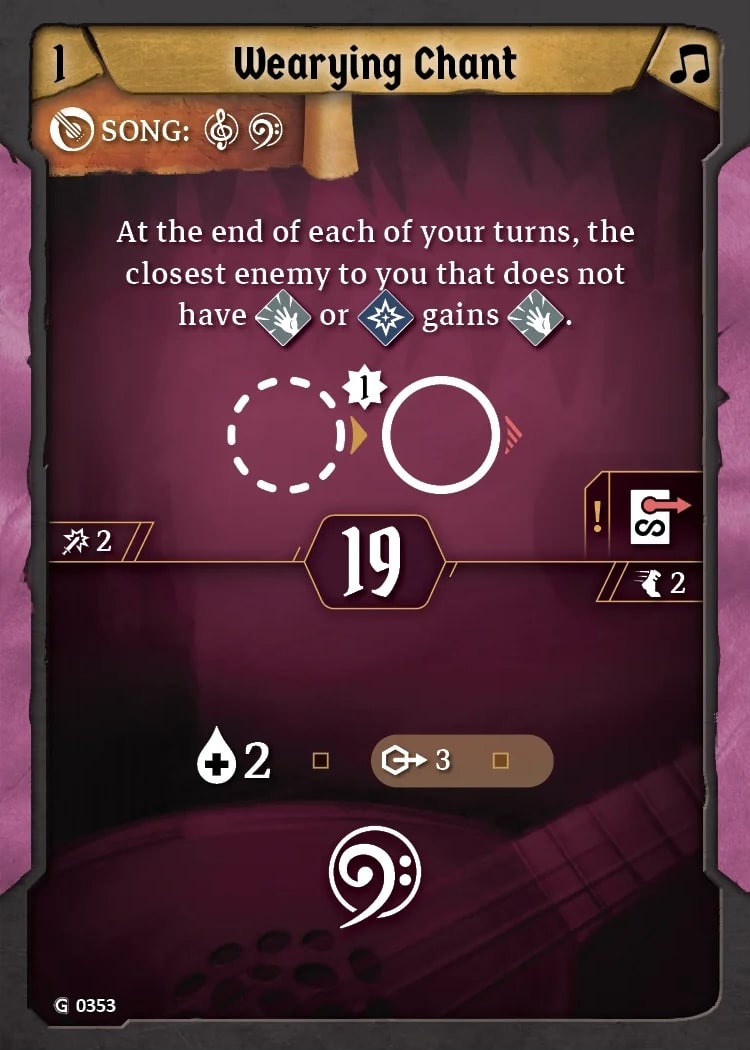 1 Wearying Chant
SONG:
At the end of each of your turns, the
closest enemy to you that does not
have or gains .
1
! 
2 19
2
2 3
G 0353